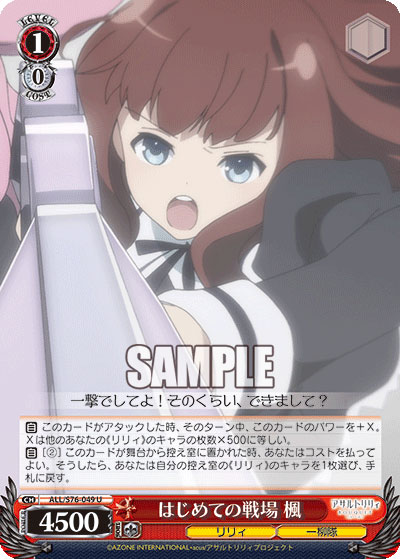 LEVEL
1
0
COST
SAMPLE
一撃でしてよ！そのくらい、できまして？
自 このカードがアタックした時、そのターン中、このカードのパワーを＋X。
Xは他のあなたの《リリィ》のキャラの枚数×500に等しい。
自 ［②］ このカードが舞台から控え室に置かれた時、あなたはコストを払ってよ
い。そうしたら、あなたは自分の控え室の《リリィ》のキャラを1枚選び、手
札に戻す。
CH
ALL/S76-049 U
4500
はじめての戦場 楓
アサルトリリィ
リリィ
一柳隊
©AZONE INTERNATIONAL・acus/アサルトリリィプロジェクト